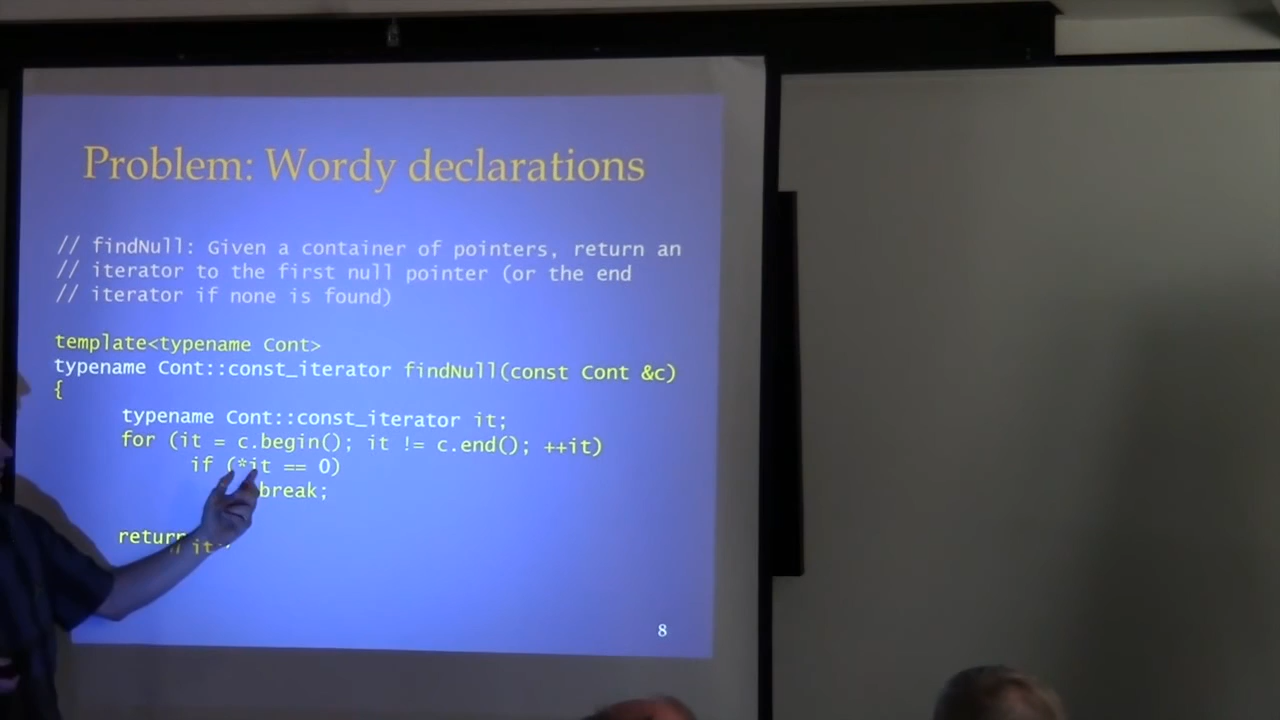 Problem: Wordy declarations
// findNull: Given a container of pointers, return an
// iterator to the first null pointer (or the end
// iterator if none is found)
template<typename Cont>
typename Cont::const_iterator findNull(const Cont &c)
{
typename Cont::const_iterator it;
for (it = c.begin(); it != c.end(); ++it)
if (*it == 0)
break;
return it;
8